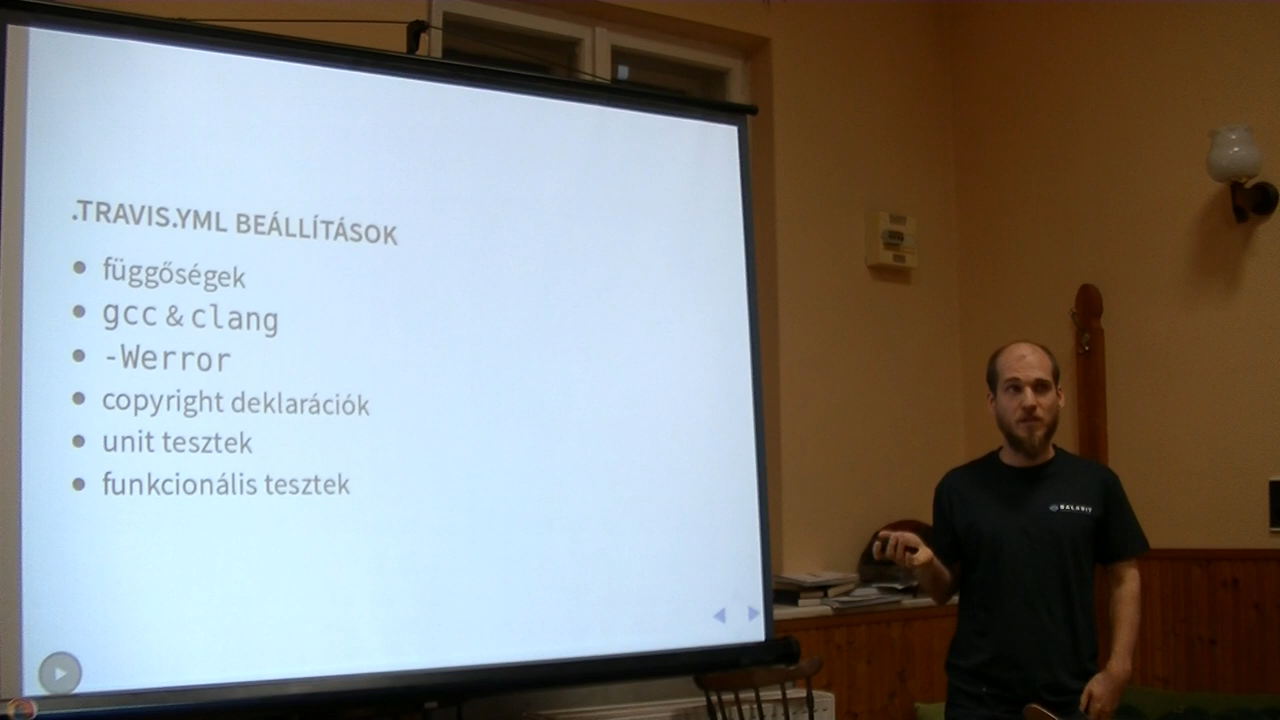 .TRAVIS.YML BEÁLLÍTÁSOK
függőségek
gcc & clang
-Werror
copyright deklarációk
unit tesztek
funkcionális tesztek
BALABIT